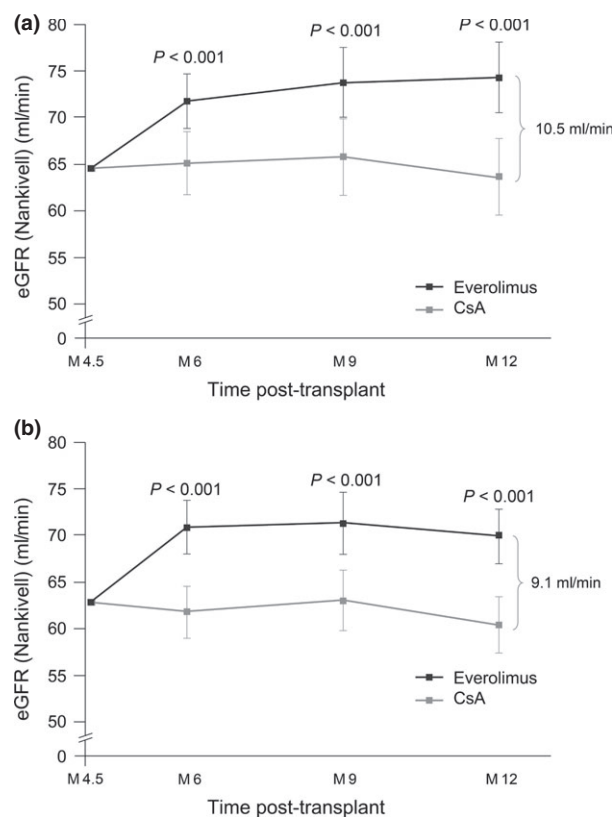 (a)
80
75
70
65
60
55
50
0
eGFR (Nankivell) (ml/min)
P < 0.001
P < 0.001
P < 0.001
10.5 ml/min
Everolimus
CsA
M 4.5
M 6
M 9
M 12
Time post-transplant
(b)
80
75
70
65
60
55
50
0
eGFR (Nankivell) (ml/min)
P < 0.001
P < 0.001
P < 0.001
9.1 ml/min
Everolimus
CsA
M 4.5
M 6
M 9
M 12
Time post-transplant